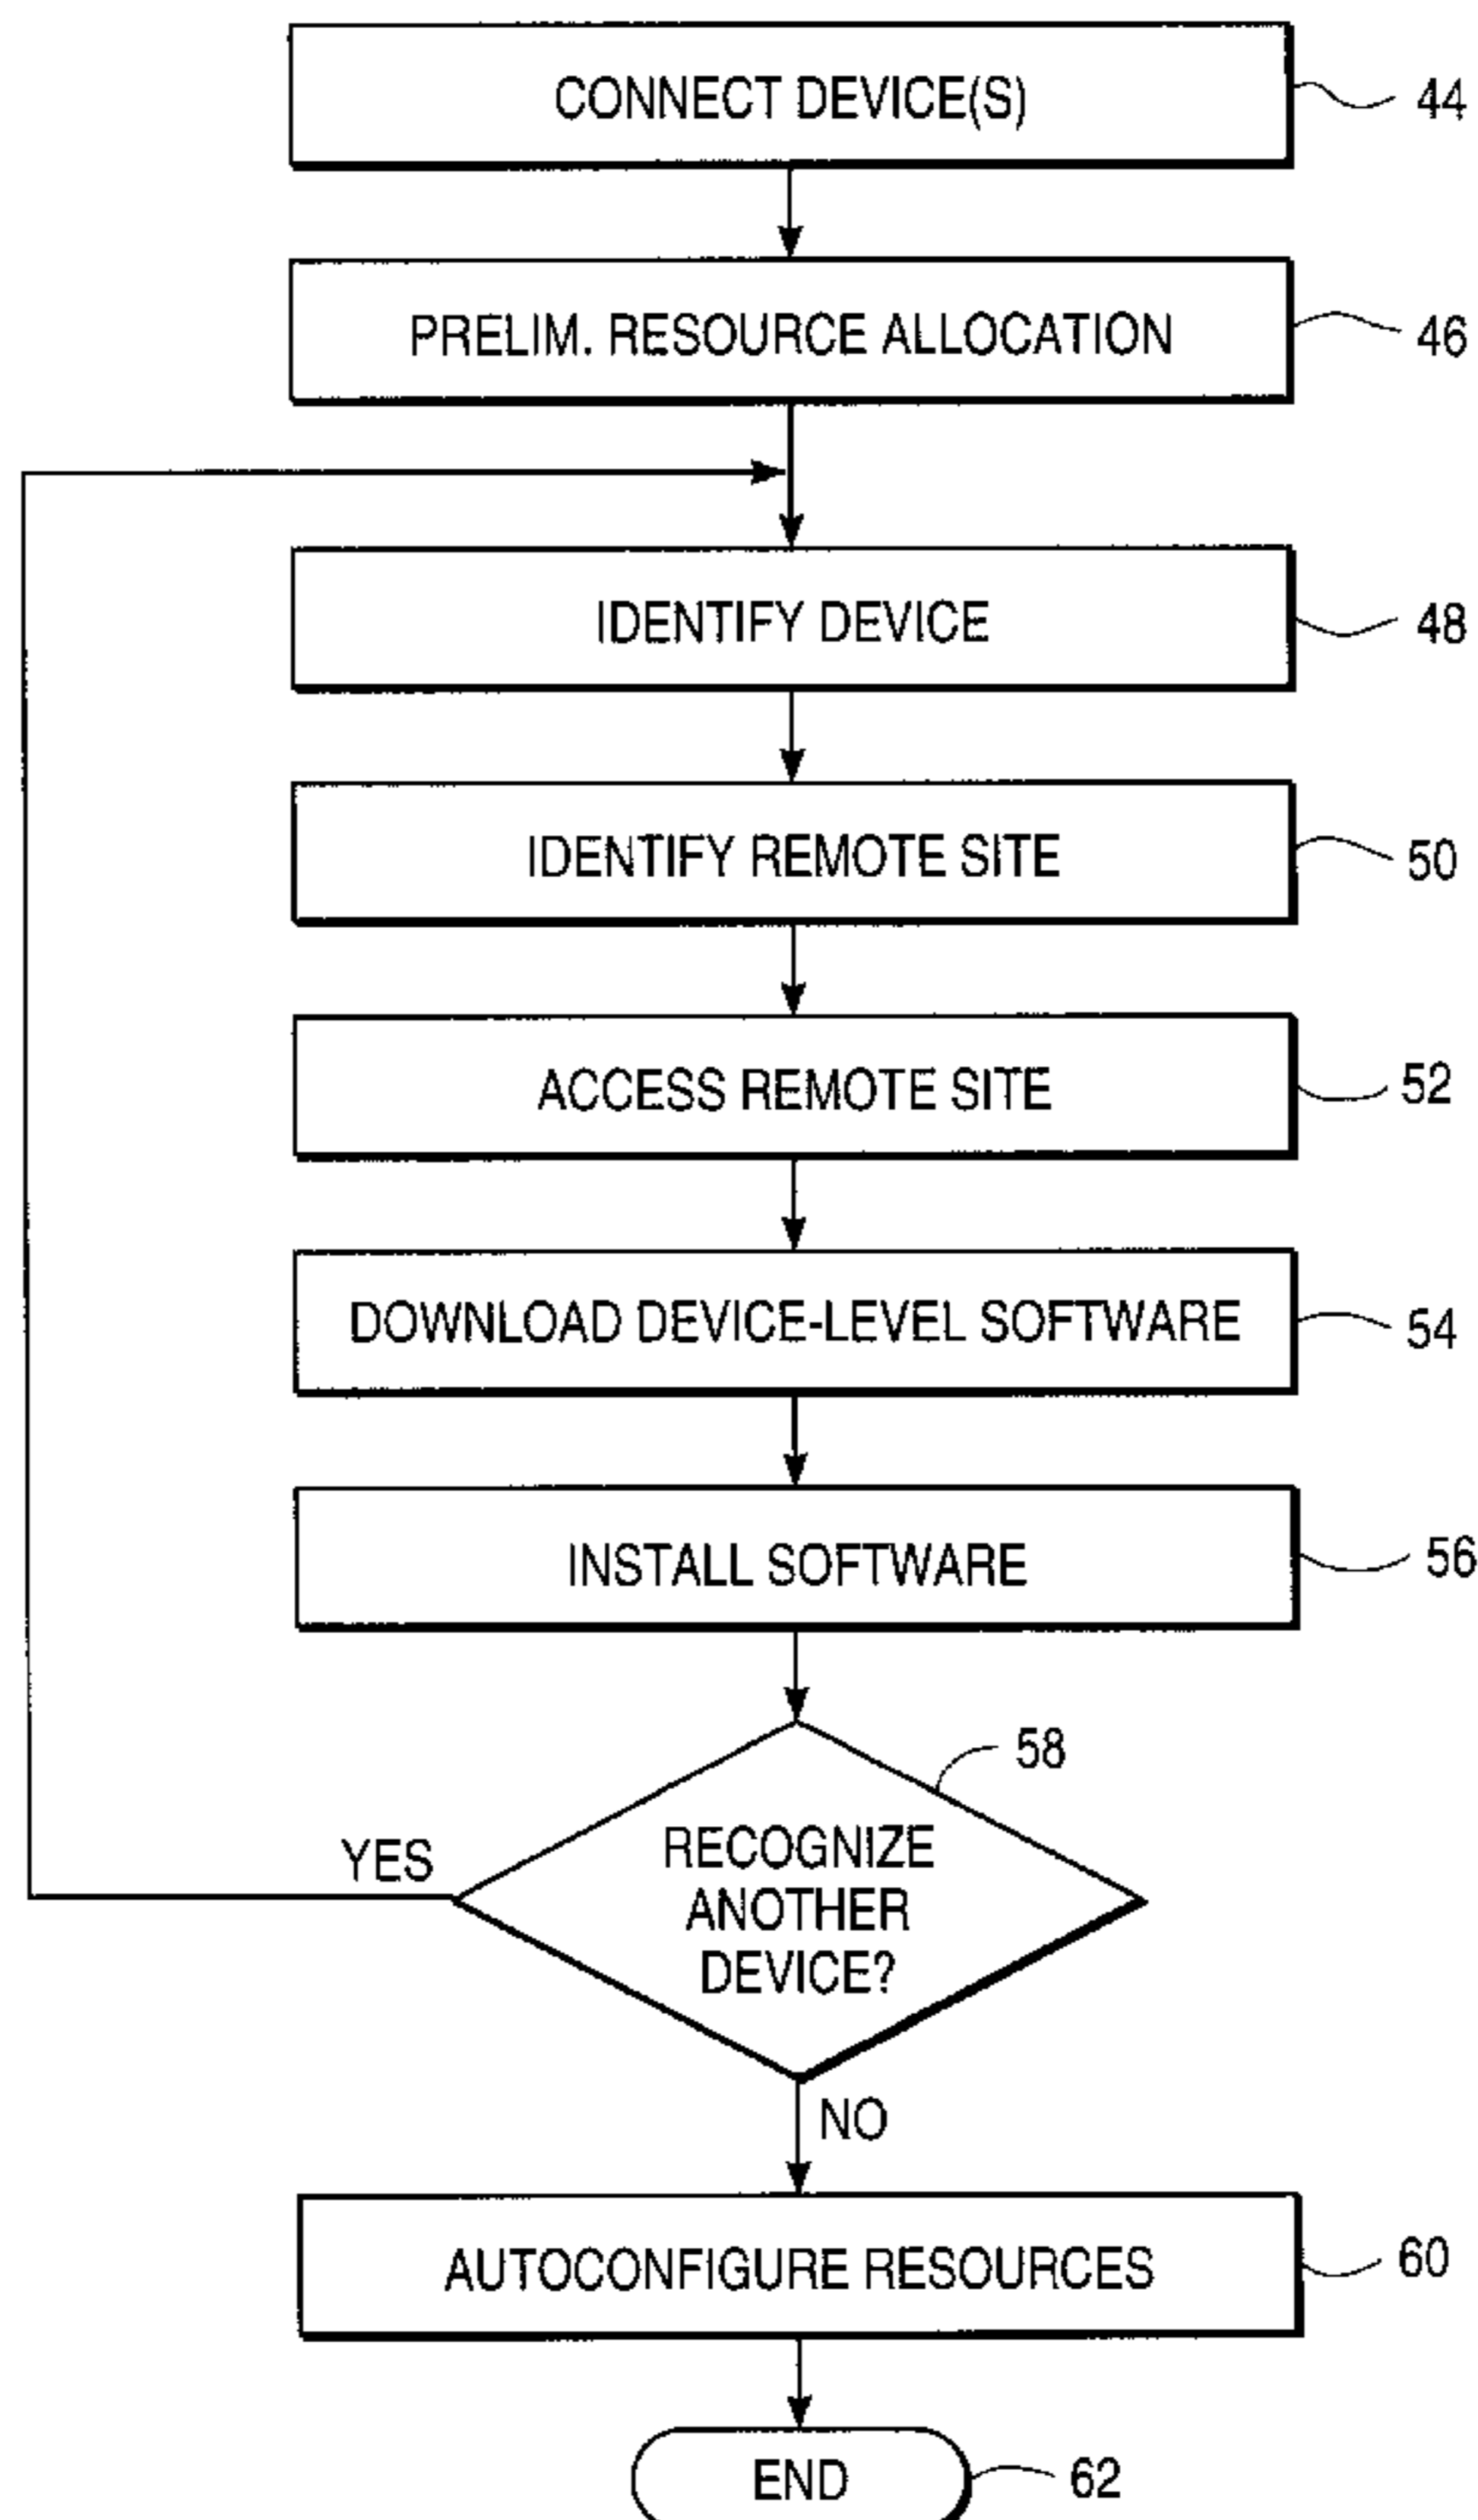 CONNECT DEVICE(S)
44
PRELIM. RESOURCE ALLOCATION
46
IDENTIFY DEVICE
48
IDENTIFY REMOTE SITE
50
ACCESS REMOTE SITE
52
DOWNLOAD DEVICE-LEVEL SOFTWARE
54
INSTALL SOFTWARE
56
58
YES
RECOGNIZE
ANOTHER
DEVICE?
NO
AUTOCONFIGURE RESOURCES
60
END
62